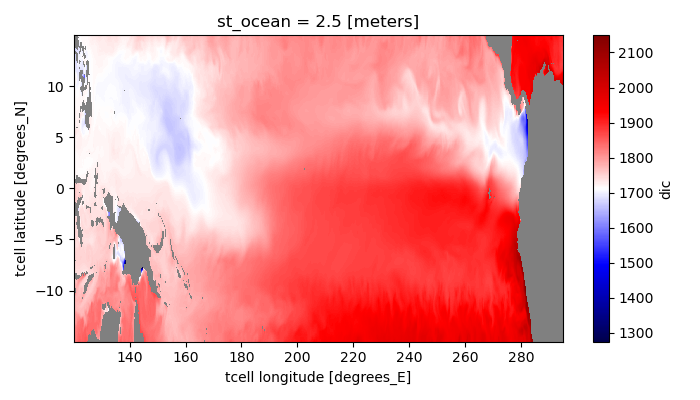 st_ocean = 2.5 [meters]
10
5
0
−5
−10
tcell latitude [degrees_N]
140 160 180 200 220 240 260 280
tcell longitude [degrees_E]
2100
2000
1900
1800
1700
1600
1500
1400
1300
dic